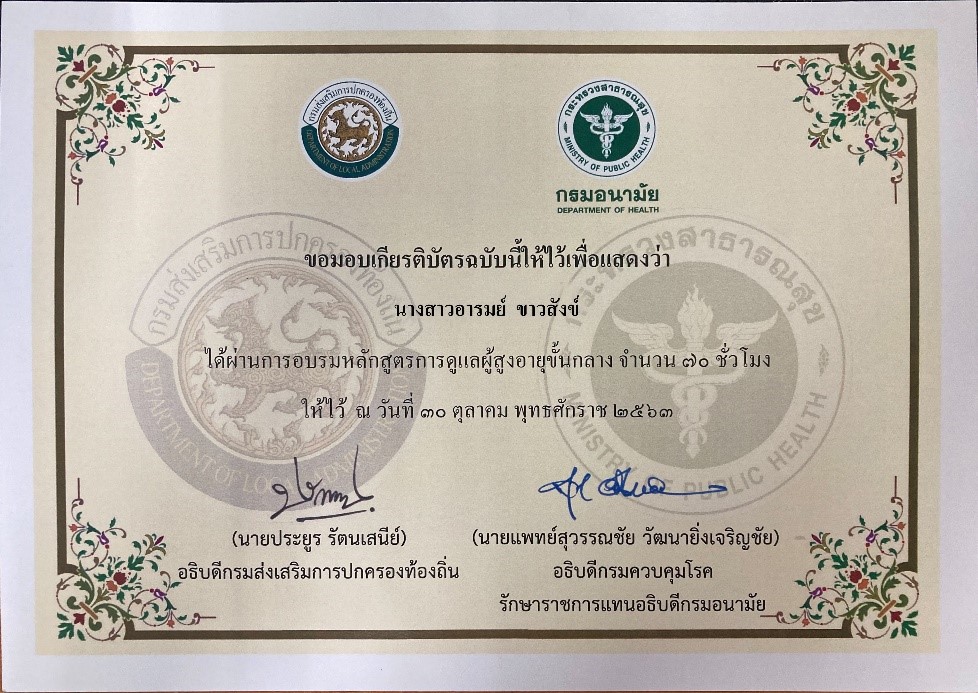 กรมส่งเสริมการปกครองท้องถิ่น
DEPARTMENT OF LOCAL ADMINISTRATION
กระทรวงสาธารณสุข
MINISTRY OF PUBLIC HEALTH
กรมอนามัย
DEPARTMENT OF HEALTH
ขอมอบเกียรติบัตรฉบับนี้ให้ไว้เพื่อแสดงว่า
นางสาวอารมย์ ขาวสังข์
ได้ผ่านการอบรมหลักสูตรการดูแลผู้สูงอายุขั้นกลาง จำนวน ๗๐ ชั่วโมง
ให้ไว้ ณ วันที่ ๓๐ ตุลาคม พุทธศักราช ๒๕๖๓
(นายประยูร รัตนเสนีย์)
อธิบดีกรมส่งเสริมการปกครองท้องถิ่น
(นายแพทย์สุวรรณชัย วัฒนายิ่งเจริญชัย)
อธิบดีกรมควบคุมโรค
รักษาราชการแทนอธิบดีกรมอนามัย